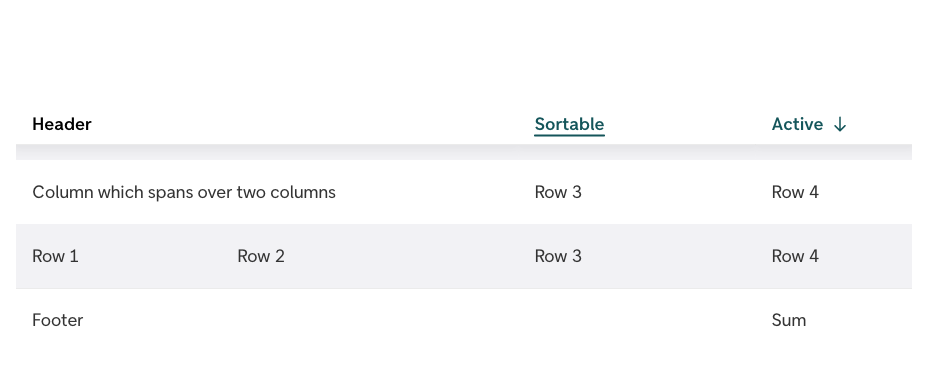 Header Sortable Active ↓
Column which spans over two columns Row 3 Row 4
Row 1 Row 2 Row 3 Row 4
Footer Sum